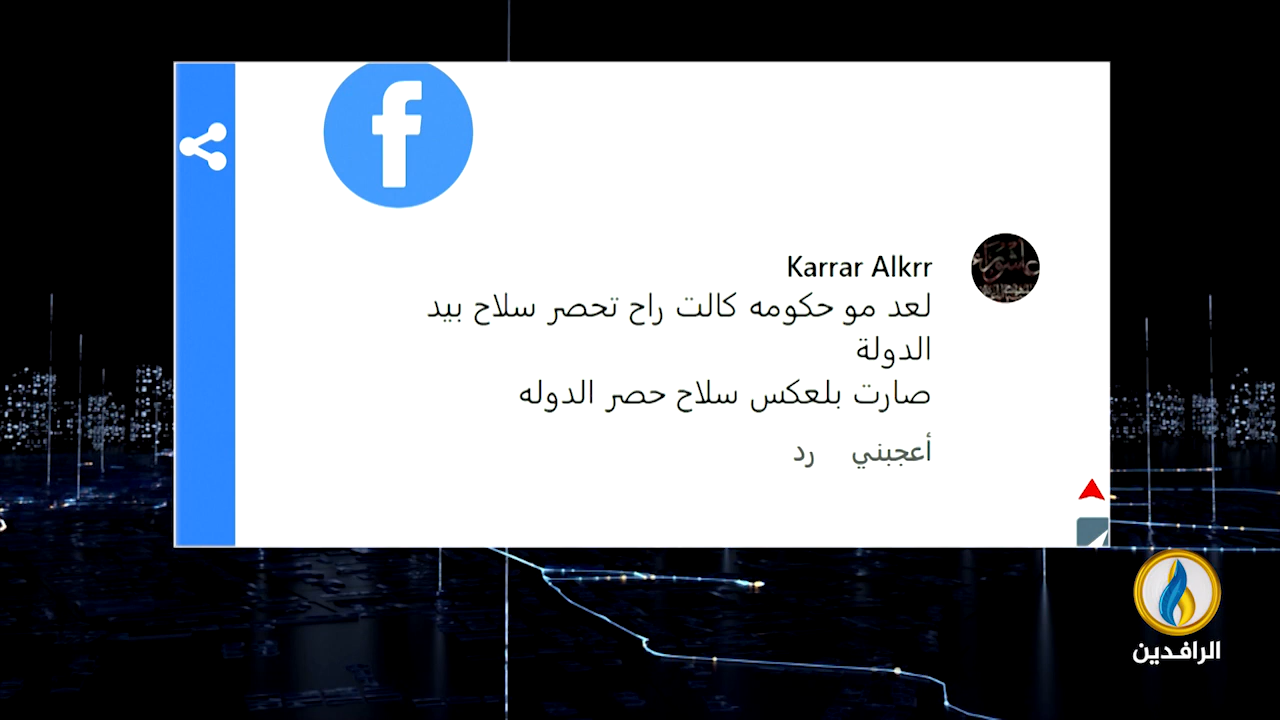 Karrar Alkrr
لعد مو حكومه كالت راح تحصر سلاح بيد
الدولة
صارت بلعكس سلاح حصر الدوله
أعجبني رد
الرافدين